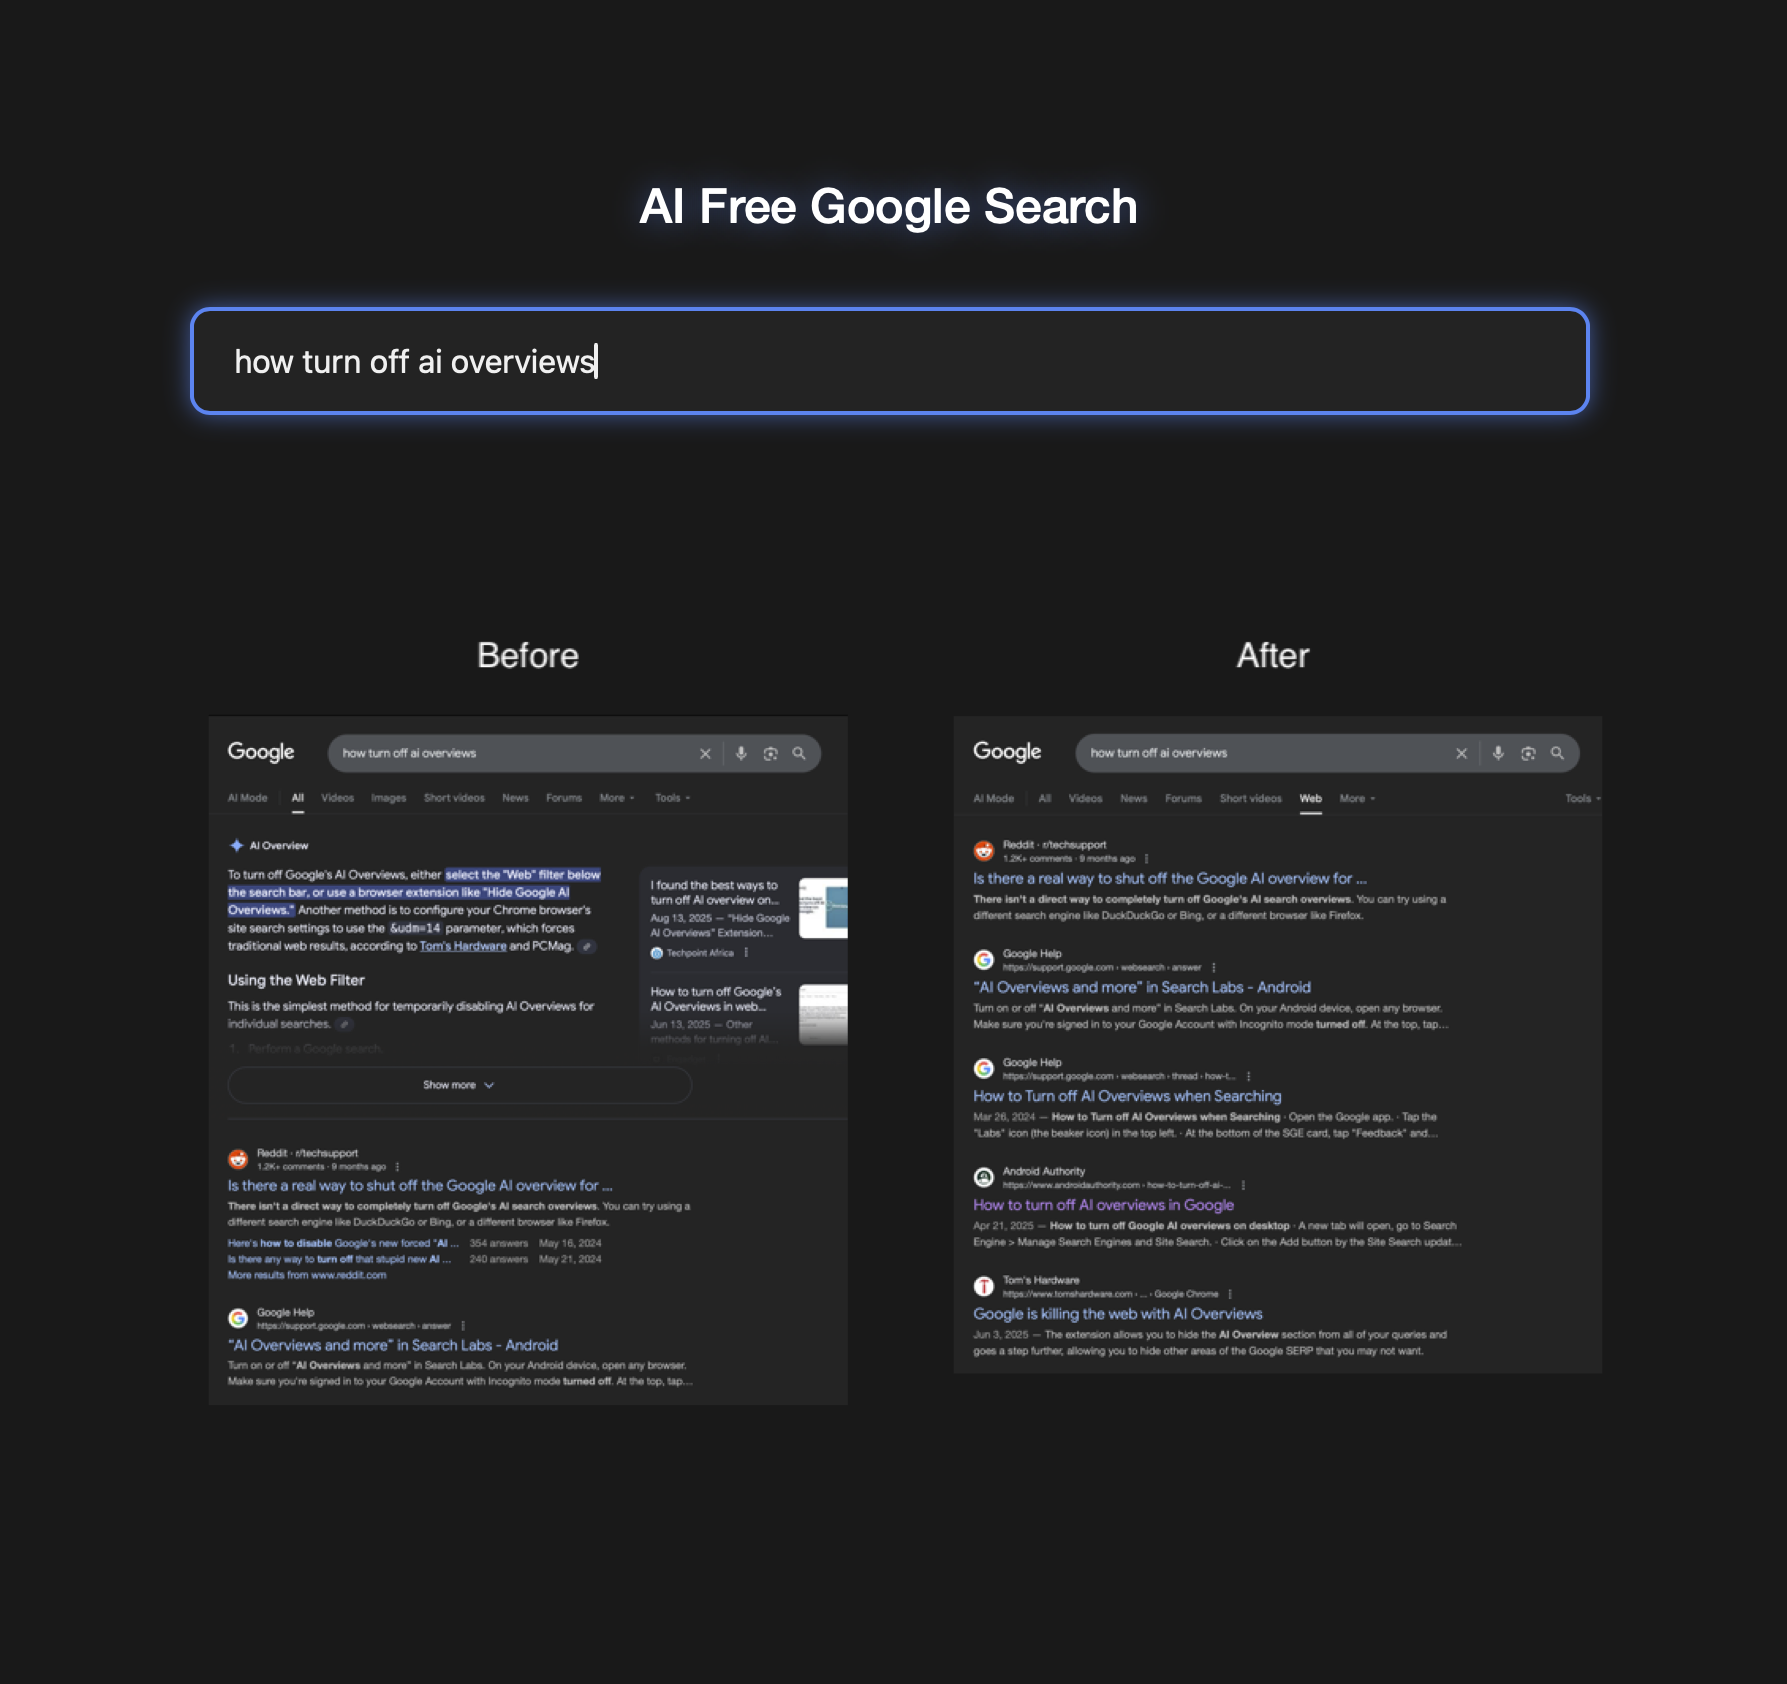 AI Free Google Search
how turn off ai overviews
Before
Google
how turn off ai overviews
AI Mode All Videos Images Short videos News Forums More Tools
AI Overview
To turn off Google's AI Overviews, either select the "Web" filter below
the search bar, or use a browser extension like "Hide Google AI
Overviews." Another method is to configure your Chrome browser's
site search settings to use the &udm=14 parameter, which forces
traditional web results, according to Tom's Hardware and PCMag.
Using the Web Filter
This is the simplest method for temporarily disabling AI Overviews for
individual searches.
1. Perform a Google search.
I found the best ways to
turn off AI overview on...
Aug 13, 2025 — "Hide Google
AI Overviews" Extension...
Techpoint Africa
How to turn off Google's
AI Overviews in web...
Jun 13, 2025 — Other
methods for turning off AI...
Show more
Reddit · r/techsupport
1.2K+ comments · 9 months ago
Is there a real way to shut off the Google AI overview for ...
There isn't a direct way to completely turn off Google's AI search overviews. You can try using a
different search engine like DuckDuckGo or Bing, or a different browser like Firefox.
Here's how to disable Google's new forced "AI ... 354 answers May 16, 2024
Is there any way to turn off that stupid new AI ... 240 answers May 21, 2024
More results from www.reddit.com
Google Help
https://support.google.com › websearch › answer
"AI Overviews and more" in Search Labs - Android
Turn on or off "AI Overviews and more" in Search Labs. On your Android device, open any browser.
Make sure you're signed in to your Google Account with Incognito mode turned off. At the top, tap...
After
Google
how turn off ai overviews
AI Mode All Videos News Forums Short videos Web More Tools
Reddit · r/techsupport
1.2K+ comments · 9 months ago
Is there a real way to shut off the Google AI overview for ...
There isn't a direct way to completely turn off Google's AI search overviews. You can try using a
different search engine like DuckDuckGo or Bing, or a different browser like Firefox.
Google Help
https://support.google.com › websearch › answer
"AI Overviews and more" in Search Labs - Android
Turn on or off "AI Overviews and more" in Search Labs. On your Android device, open any browser.
Make sure you're signed in to your Google Account with Incognito mode turned off. At the top, tap...
Google Help
https://support.google.com › websearch › thread › how-t...
How to Turn off AI Overviews when Searching
Mar 26, 2024 — How to Turn off AI Overviews when Searching · Open the Google app. · Tap the
"Labs" icon (the beaker icon) in the top left. · At the bottom of the SGE card, tap "Feedback" and...
Android Authority
https://www.androidauthority.com › how-to-turn-off-ai-...
How to turn off AI overviews in Google
Apr 21, 2025 — How to turn off Google AI overviews on desktop · A new tab will open, go to Search
Engine > Manage Search Engines and Site Search. · Click on the Add button by the Site Search updat...
Tom's Hardware
https://www.tomshardware.com › ... › Google Chrome
Google is killing the web with AI Overviews
Jun 3, 2025 — The extension allows you to hide the AI Overview section from all of your queries and
goes a step further, allowing you to hide other areas of the Google SERP that you may not want.